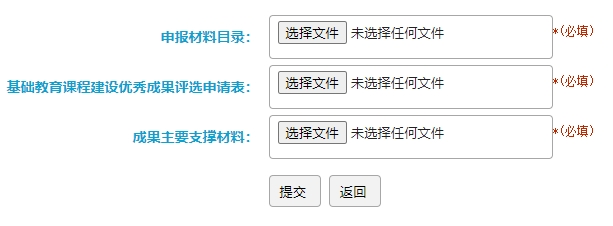 申报材料目录： 选择文件 未选择任何文件 *(必填)
基础教育课程建设优秀成果评选申请表： 选择文件 未选择任何文件 *(必填)
成果主要支撑材料： 选择文件 未选择任何文件 *(必填)
提交 返回